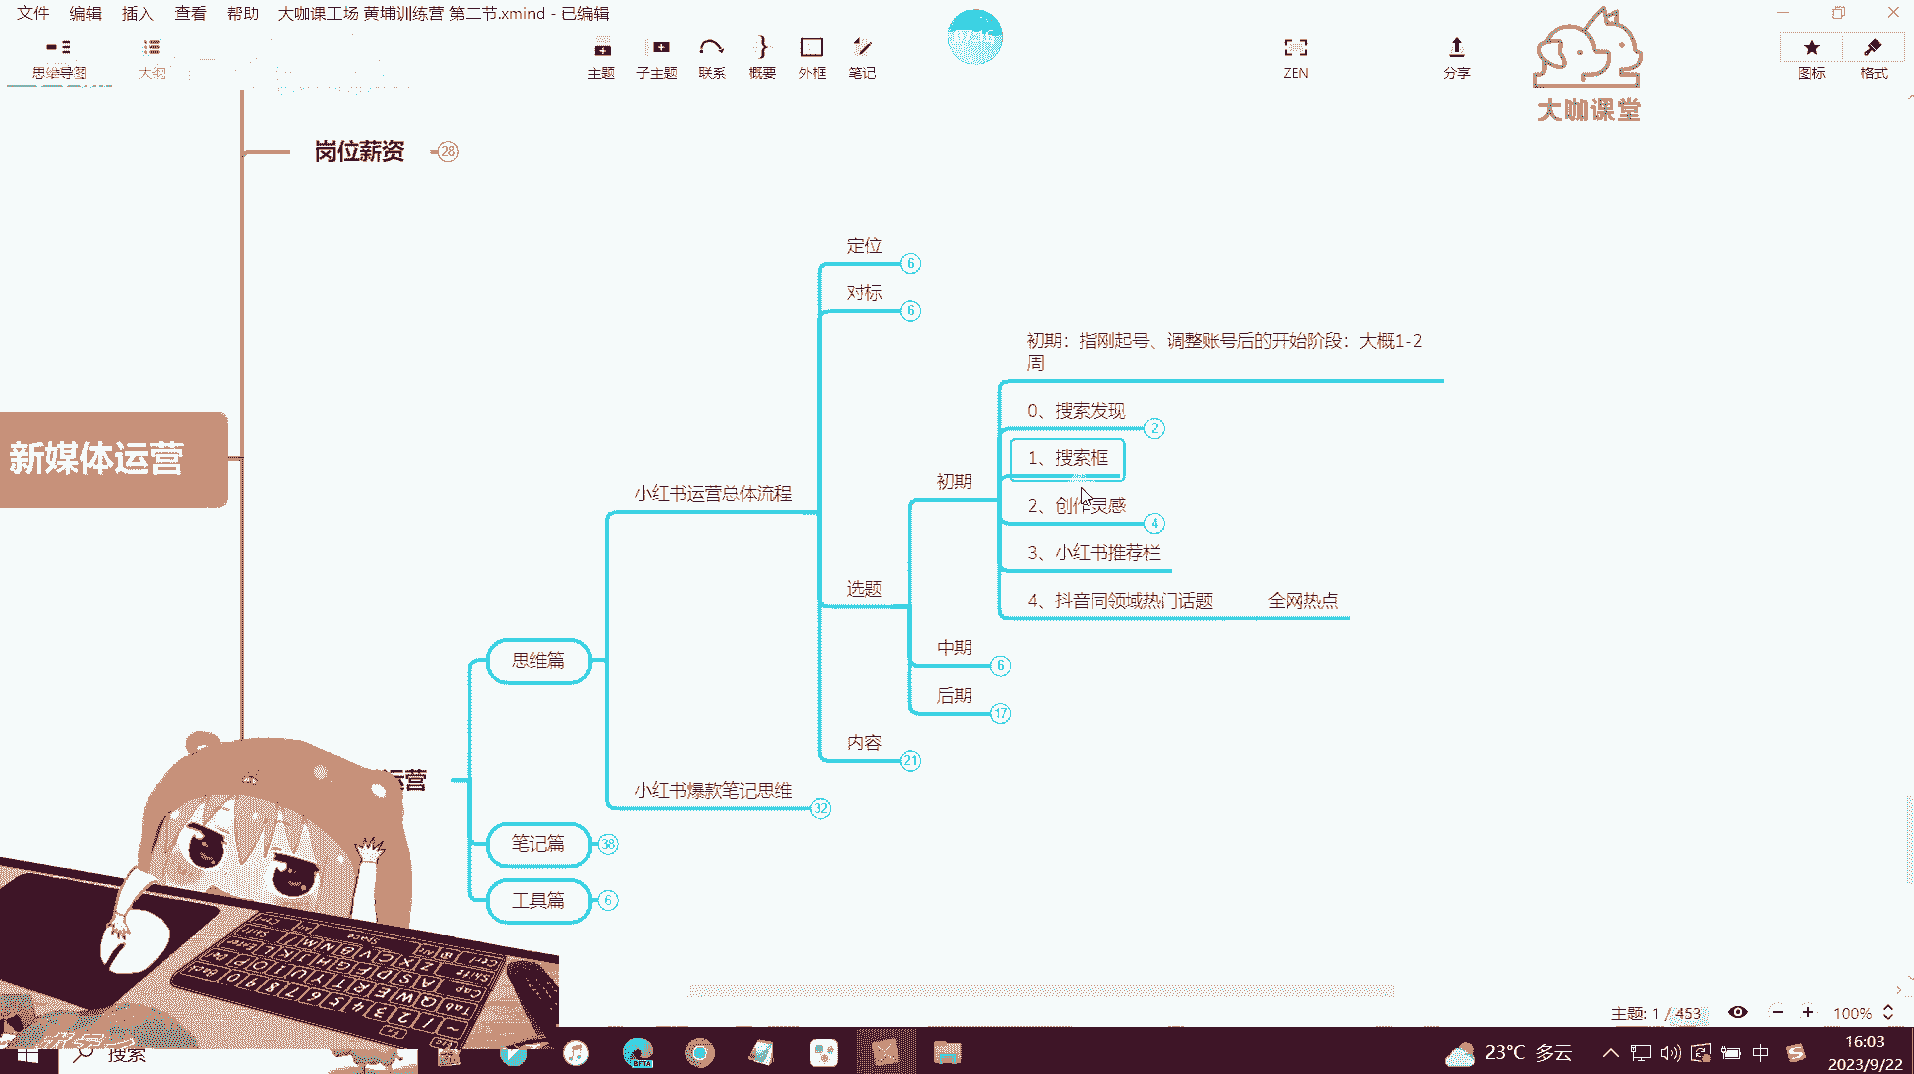 文件 编辑 插入 查看 帮助 大咖课工场 黄埔训练营 第二节.xmind - 已编辑
思维导图 大纲 主题 子主题 联系 概要 外框 笔记 ZEN 分享 图标 格式
大咖课堂
岗位薪资 28
定位 6
对标 6
初期：指刚起号、调整账号后的开始阶段：大概1-2
周
0、搜索发现 2
1、搜索框
初期
2、创作灵感 4
3、小红书推荐栏
4、抖音同领域热门话题 全网热点
新媒体运营
小红书运营总体流程
选题
中期 6
后期 17
思维篇
内容 21
运营
小红书爆款笔记思维 32
笔记篇 38
工具篇 6
主题: 1 / 453 100%
搜索
23°C 多云
中
16:03
2023/9/22